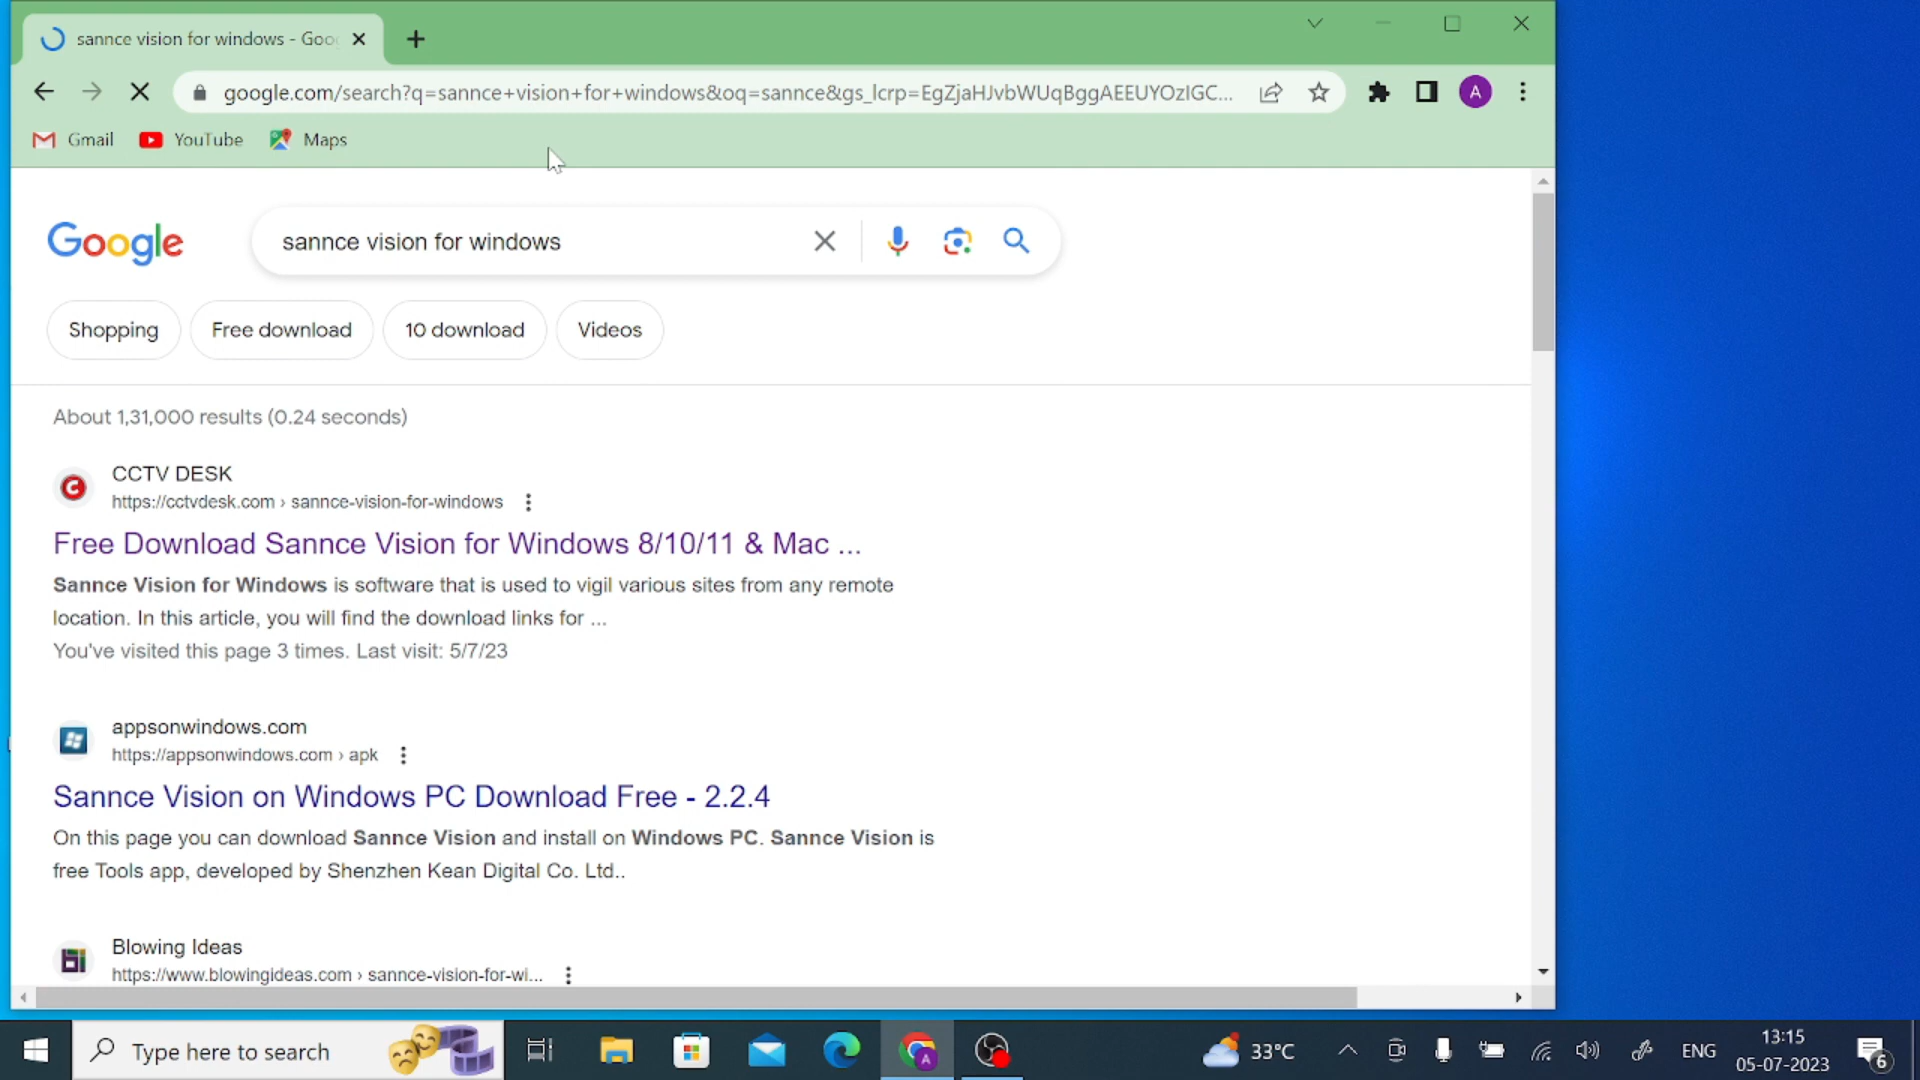 sannce vision for windows - Goo
google.com/search?q=sannce+vision+for+windows&oq=sannce&gs_lcrp=EgZjaHJvbWUqBggAEEUYOzIGC...
A
Gmail
YouTube
Maps
Google
sannce vision for windows
Shopping
Free download
10 download
Videos
About 1,31,000 results (0.24 seconds)
CCTV DESK
https://cctvdesk.com › sannce-vision-for-windows
Free Download Sannce Vision for Windows 8/10/11 & Mac ...
Sannce Vision for Windows is software that is used to vigil various sites from any remote
location. In this article, you will find the download links for ...
You've visited this page 3 times. Last visit: 5/7/23
appsonwindows.com
https://appsonwindows.com › apk
Sannce Vision on Windows PC Download Free - 2.2.4
On this page you can download Sannce Vision and install on Windows PC. Sannce Vision is
free Tools app, developed by Shenzhen Kean Digital Co. Ltd..
Blowing Ideas
https://www.blowingideas.com › sannce-vision-for-wi...
Type here to search
A
33°C
ENG
13:15
05-07-2023
6